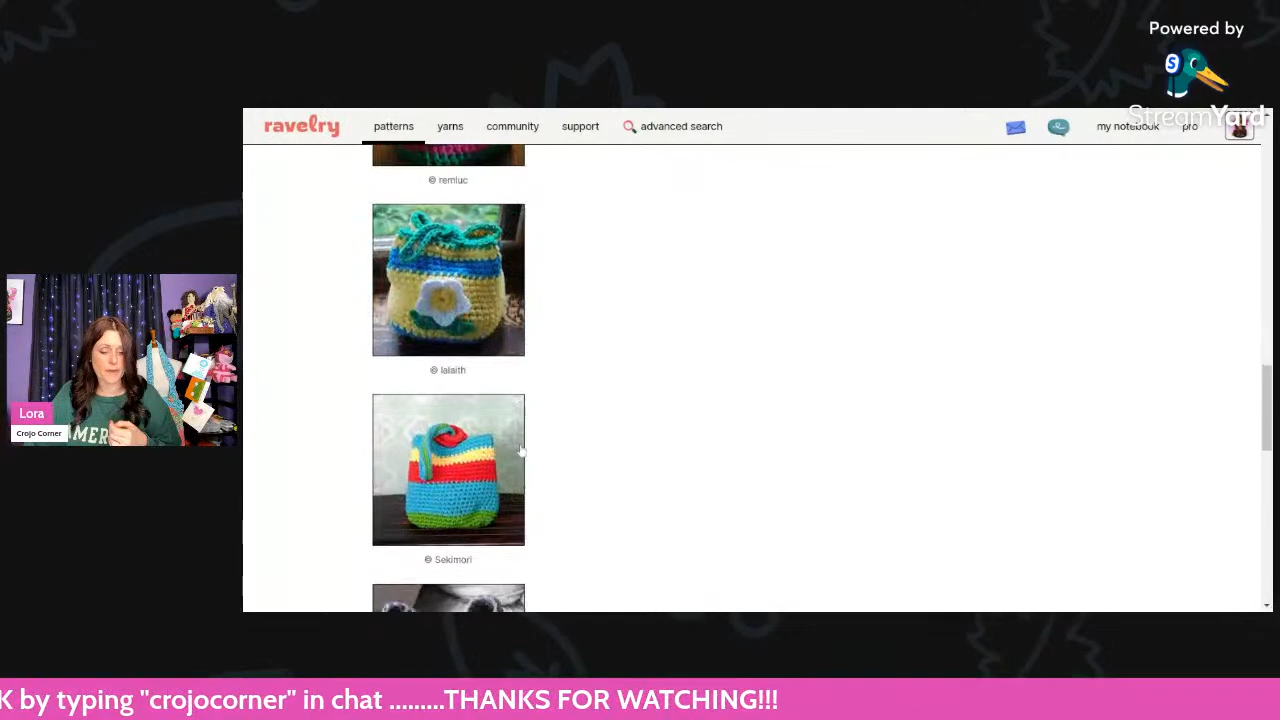 Powered by
StreamYard
ravelry
patterns yarns community support advanced search my notebook pro
© remluc
© lalaith
© Sekimori
Lora
Crojo Corner
K by typing "crojocorner" in chat .........THANKS FOR WATCHING!!!